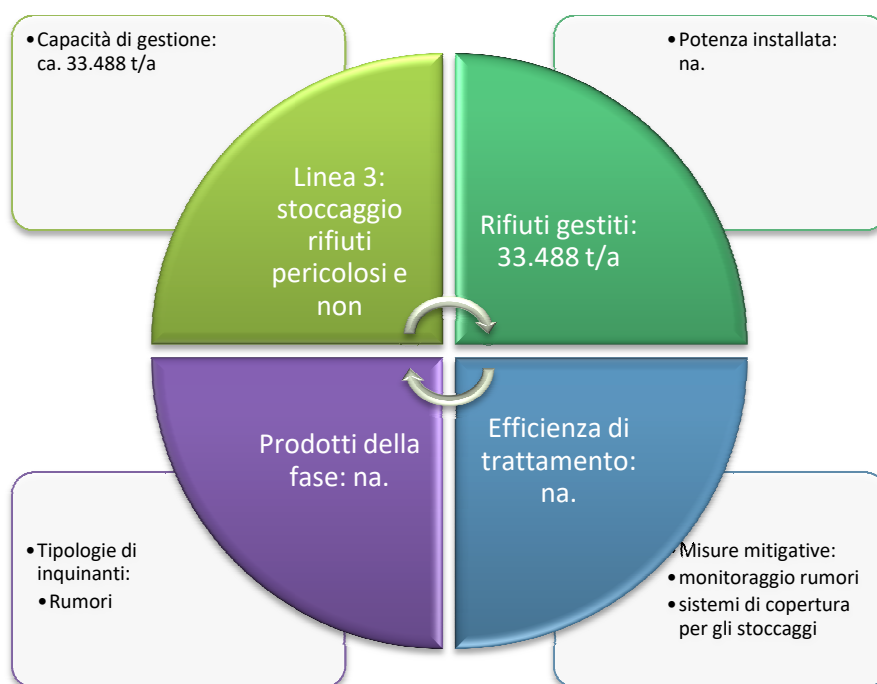 •Capacità di gestione:
ca. 33.488 t/a
•Potenza installata:
na.
Linea 3:
stoccaggio
rifiuti
pericolosi e
non
Rifiuti gestiti:
33.488 t/a
Prodotti della
fase: na.
Efficienza di
trattamento:
na.
•Tipologie di
inquinanti:
•Rumori
•Misure mitigative:
•monitoraggio rumori
•sistemi di copertura
per gli stoccaggi